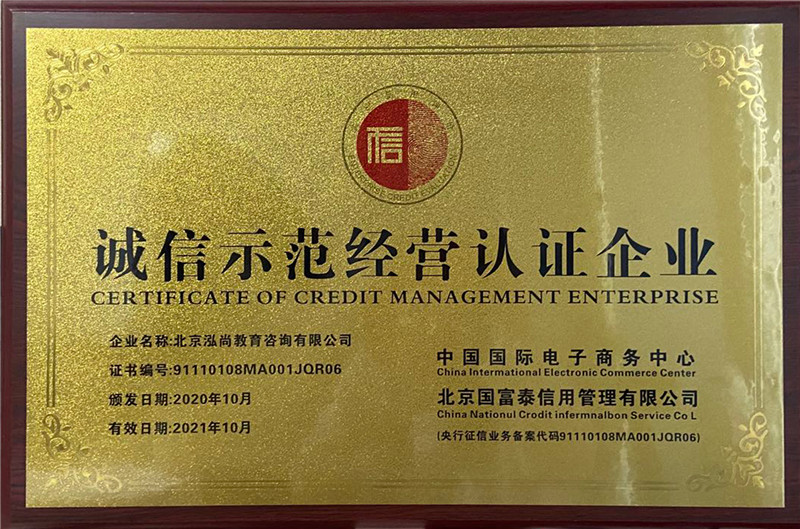 信
ENTERPRISE CREDIT EVALUATION
诚信示范经营认证企业
CERTIFICATE OF CREDIT MANAGEMENT ENTERPRISE
企业名称:北京泓尚教育咨询有限公司
证书编号:91110108MA001JQR06
颁发日期:2020年10月
有效日期:2021年10月
中国国际电子商务中心
China International Electronic Commerce Center
北京国富泰信用管理有限公司
China Nationul Crodit infermnalbon Service Co L
(央行征信业务备案代码91110108MA001JQR06)